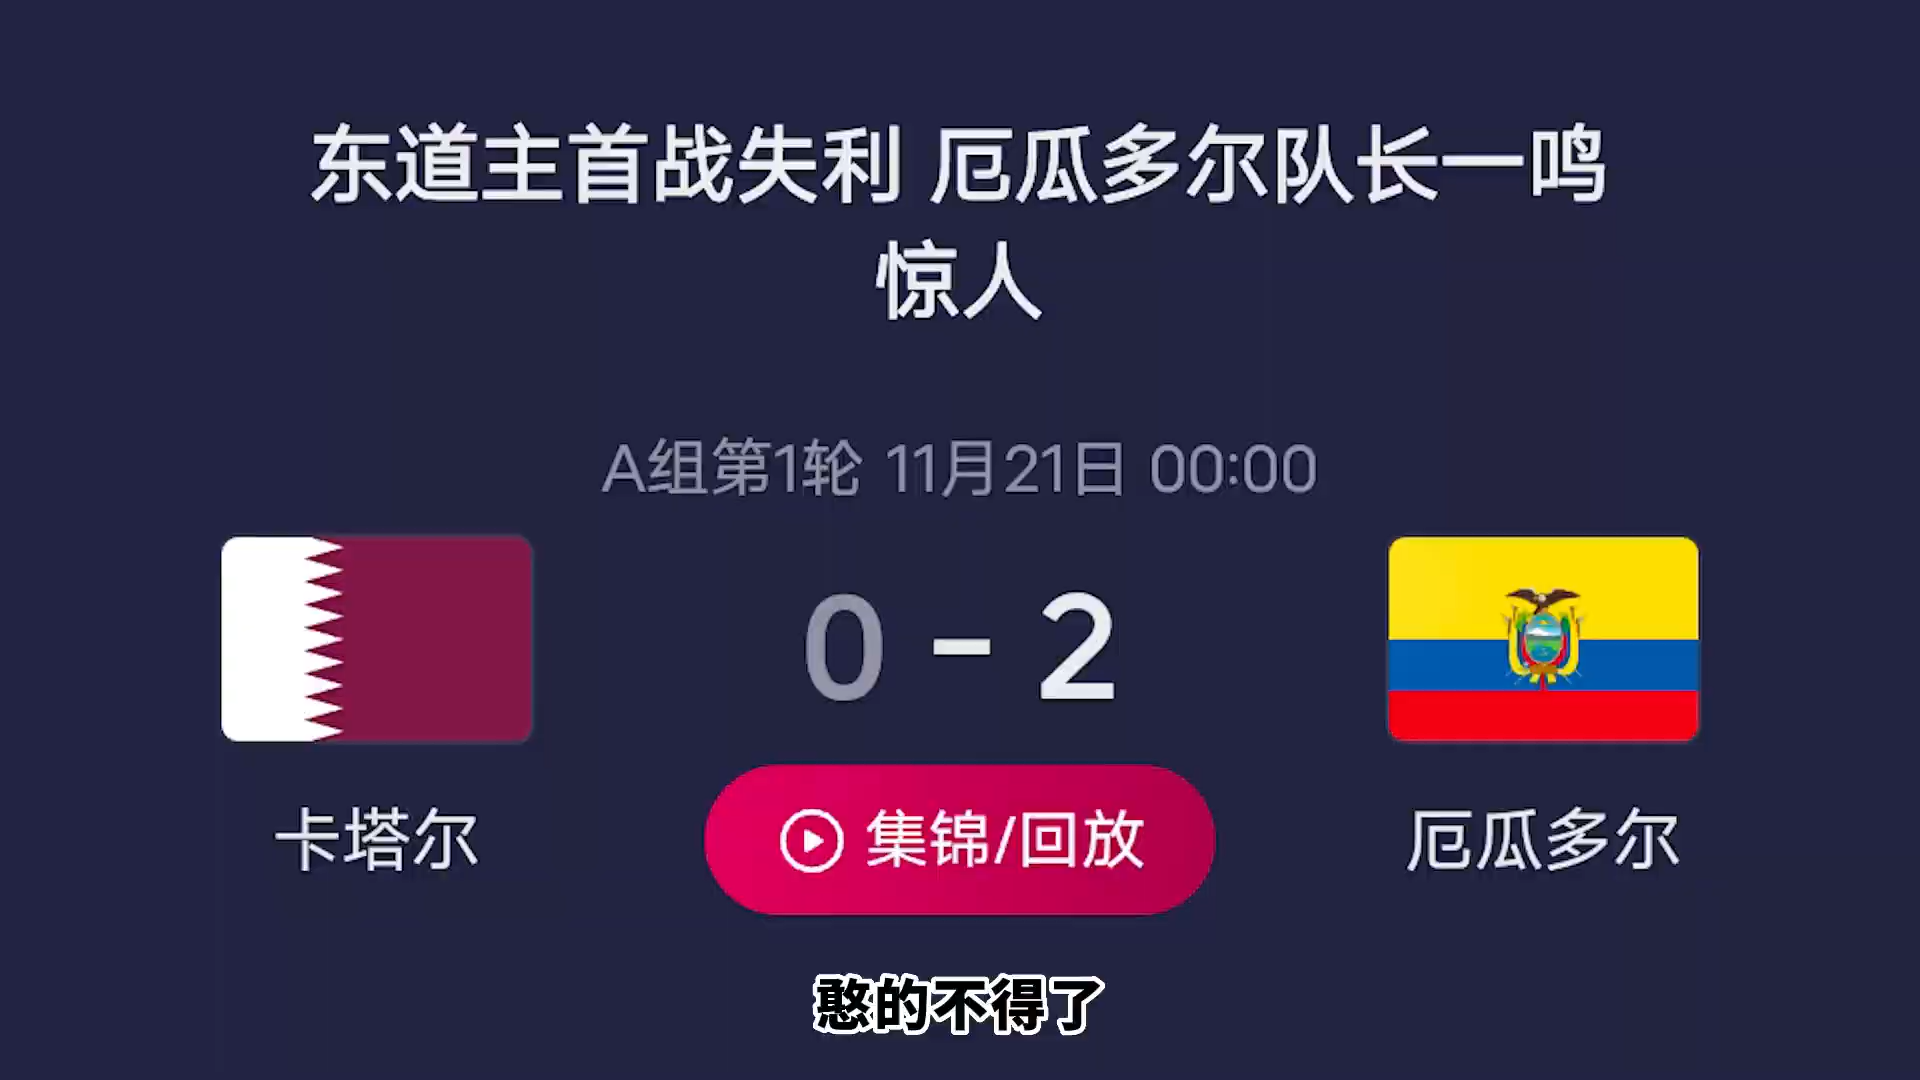 东道主首战失利 厄瓜多尔队长一鸣
惊人
A组第1轮 11月21日 00:00
0 - 2
卡塔尔
集锦/回放
厄瓜多尔
憨的不得了